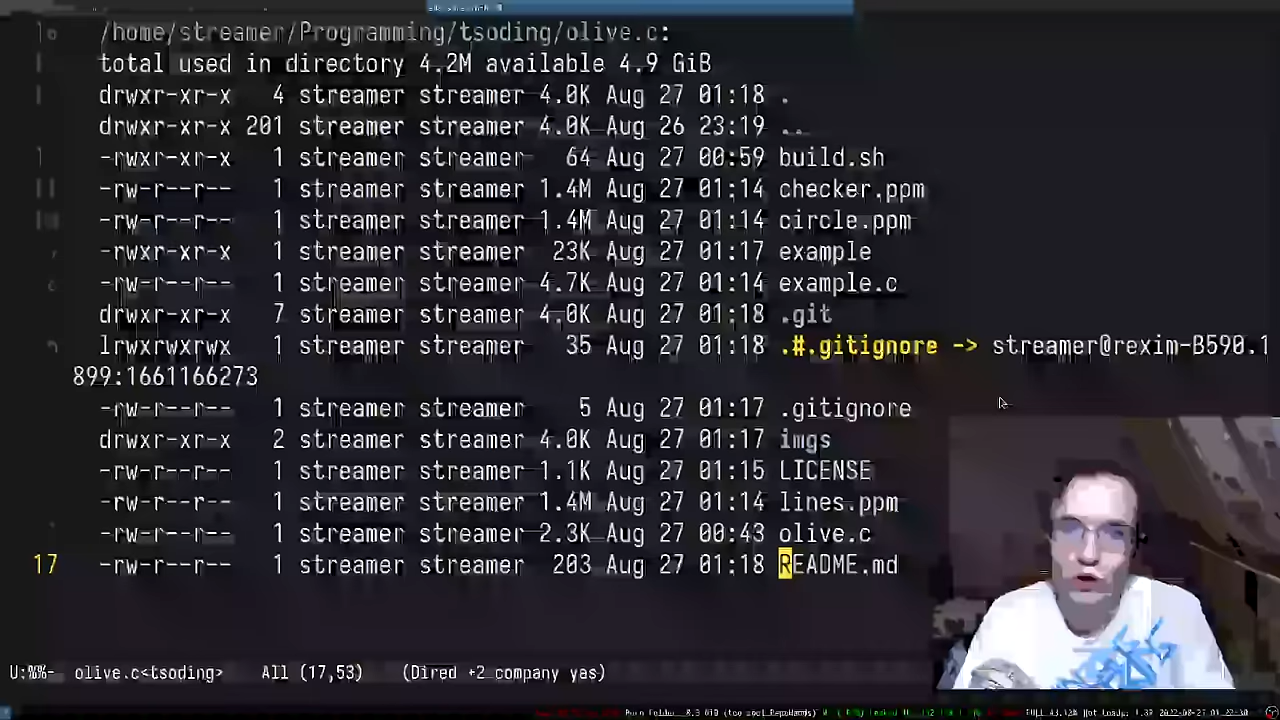 /home/streamer/Programming/tsoding/olive.c:
total used in directory 4.2M available 4.9 GiB
drwxr-xr-x 4 streamer streamer 4.0K Aug 27 01:18 .
drwxr-xr-x 201 streamer streamer 4.0K Aug 26 23:19 ..
-rwxr-xr-x 1 streamer streamer 64 Aug 27 00:59 build.sh
-rw-r--r-- 1 streamer streamer 1.4M Aug 27 01:14 checker.ppm
-rw-r--r-- 1 streamer streamer 1.4M Aug 27 01:14 circle.ppm
-rwxr-xr-x 1 streamer streamer 23K Aug 27 01:17 example
-rw-r--r-- 1 streamer streamer 4.7K Aug 27 01:14 example.c
drwxr-xr-x 7 streamer streamer 4.0K Aug 27 01:18 .git
lrwxrwxrwx 1 streamer streamer 35 Aug 27 01:18 .#.gitignore -> streamer@rexim-B590.1
899:1661166273
-rw-r--r-- 1 streamer streamer 5 Aug 27 01:17 .gitignore
drwxr-xr-x 2 streamer streamer 4.0K Aug 27 01:17 imgs
-rw-r--r-- 1 streamer streamer 1.1K Aug 27 01:15 LICENSE
-rw-r--r-- 1 streamer streamer 1.4M Aug 27 01:14 lines.ppm
-rw-r--r-- 1 streamer streamer 2.3K Aug 27 00:43 olive.c
17 -rw-r--r-- 1 streamer streamer 203 Aug 27 01:18 README.md
U:%%- olive.c<tsoding> All (17,53) (Dired +2 company yas)